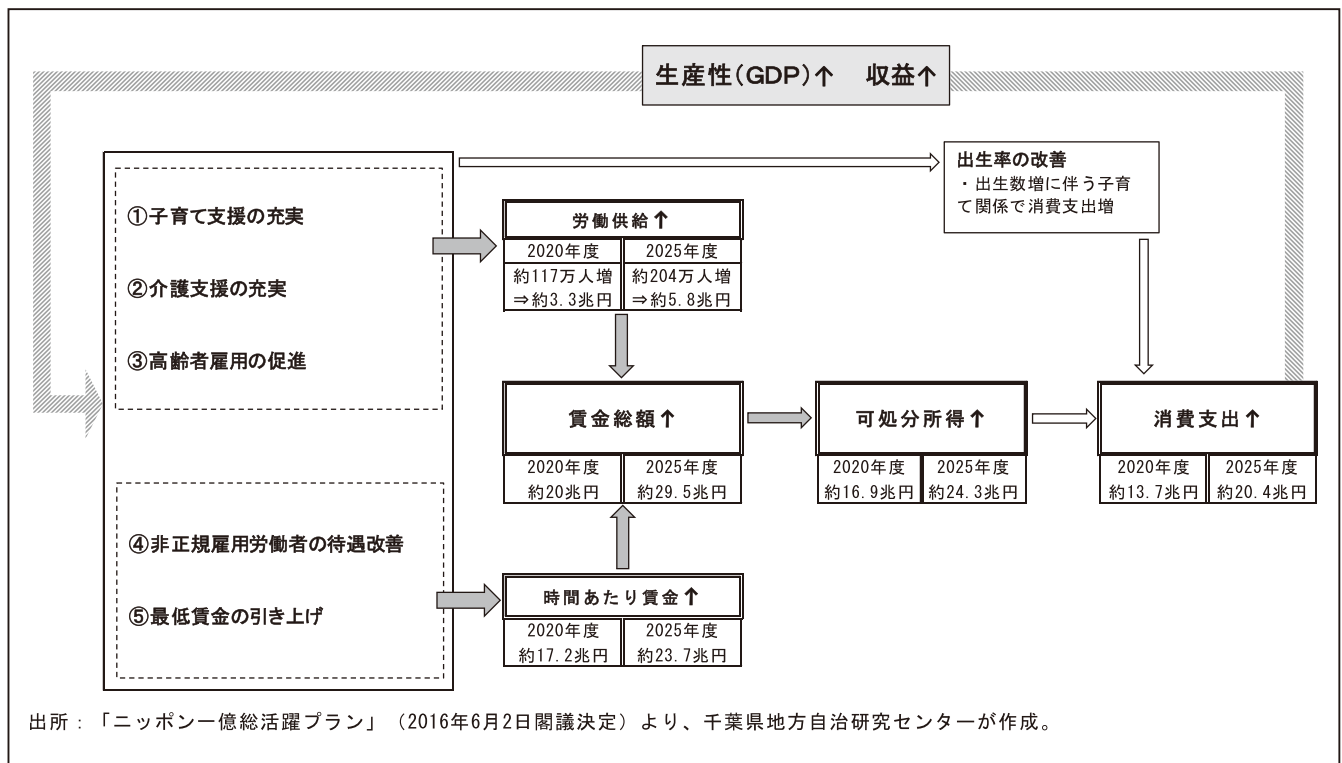 生産性(GDP)↑　収益↑
出生率の改善
・出生数増に伴う子育
て関係で消費支出増
①子育て支援の充実
②介護支援の充実
③高齢者雇用の促進
労働供給↑
2020年度 2025年度
約117万人増 約204万人増
⇒約3.3兆円 ⇒約5.8兆円
賃金総額↑
2020年度 2025年度
約20兆円 約29.5兆円
可処分所得↑
2020年度 2025年度
約16.9兆円 約24.3兆円
消費支出↑
2020年度 2025年度
約13.7兆円 約20.4兆円
④非正規雇用労働者の待遇改善
⑤最低賃金の引き上げ
時間あたり賃金↑
2020年度 2025年度
約17.2兆円 約23.7兆円
出所：「ニッポン一億総活躍プラン」（2016年6月2日閣議決定）より、千葉県地方自治研究センターが作成。